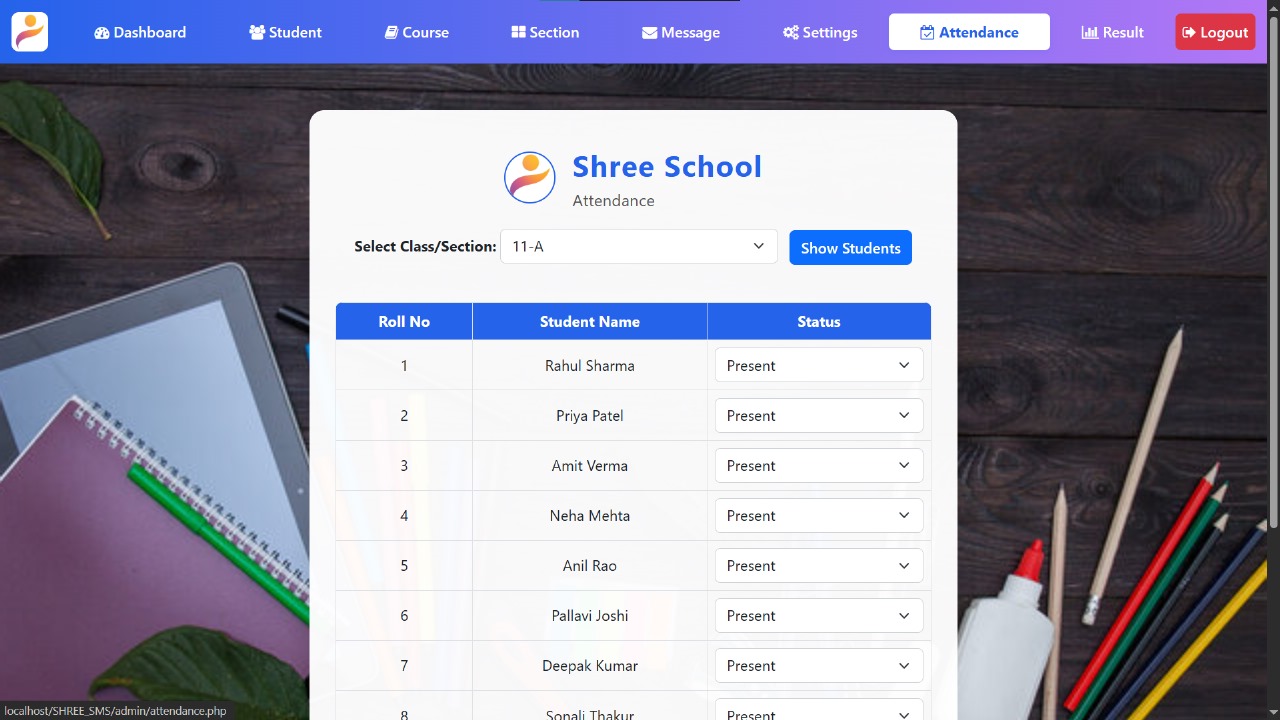 Dashboard Student Course Section Message Settings Attendance Result Logout
Shree School
Attendance
Select Class/Section: 11-A Show Students
Roll No Student Name Status
1 Rahul Sharma Present
2 Priya Patel Present
3 Amit Verma Present
4 Neha Mehta Present
5 Anil Rao Present
6 Pallavi Joshi Present
7 Deepak Kumar Present
8 Sonali Thakur Present
localhost/SHREE_SMS/admin/attendance.php